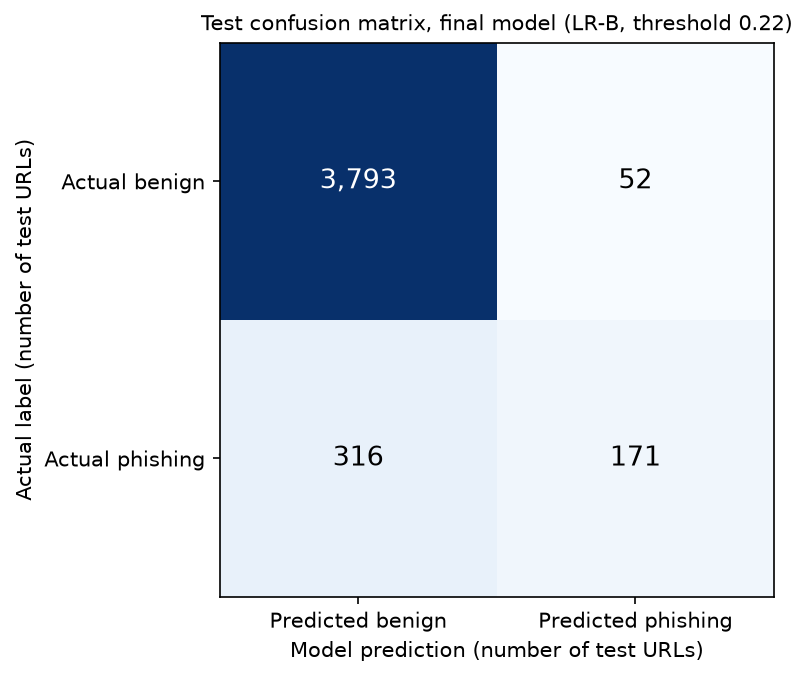 Test confusion matrix, final model (LR-B, threshold 0.22)
Actual label (number of test URLs)
Actual benign
3,793
52
Actual phishing
316
171
Predicted benign
Predicted phishing
Model prediction (number of test URLs)